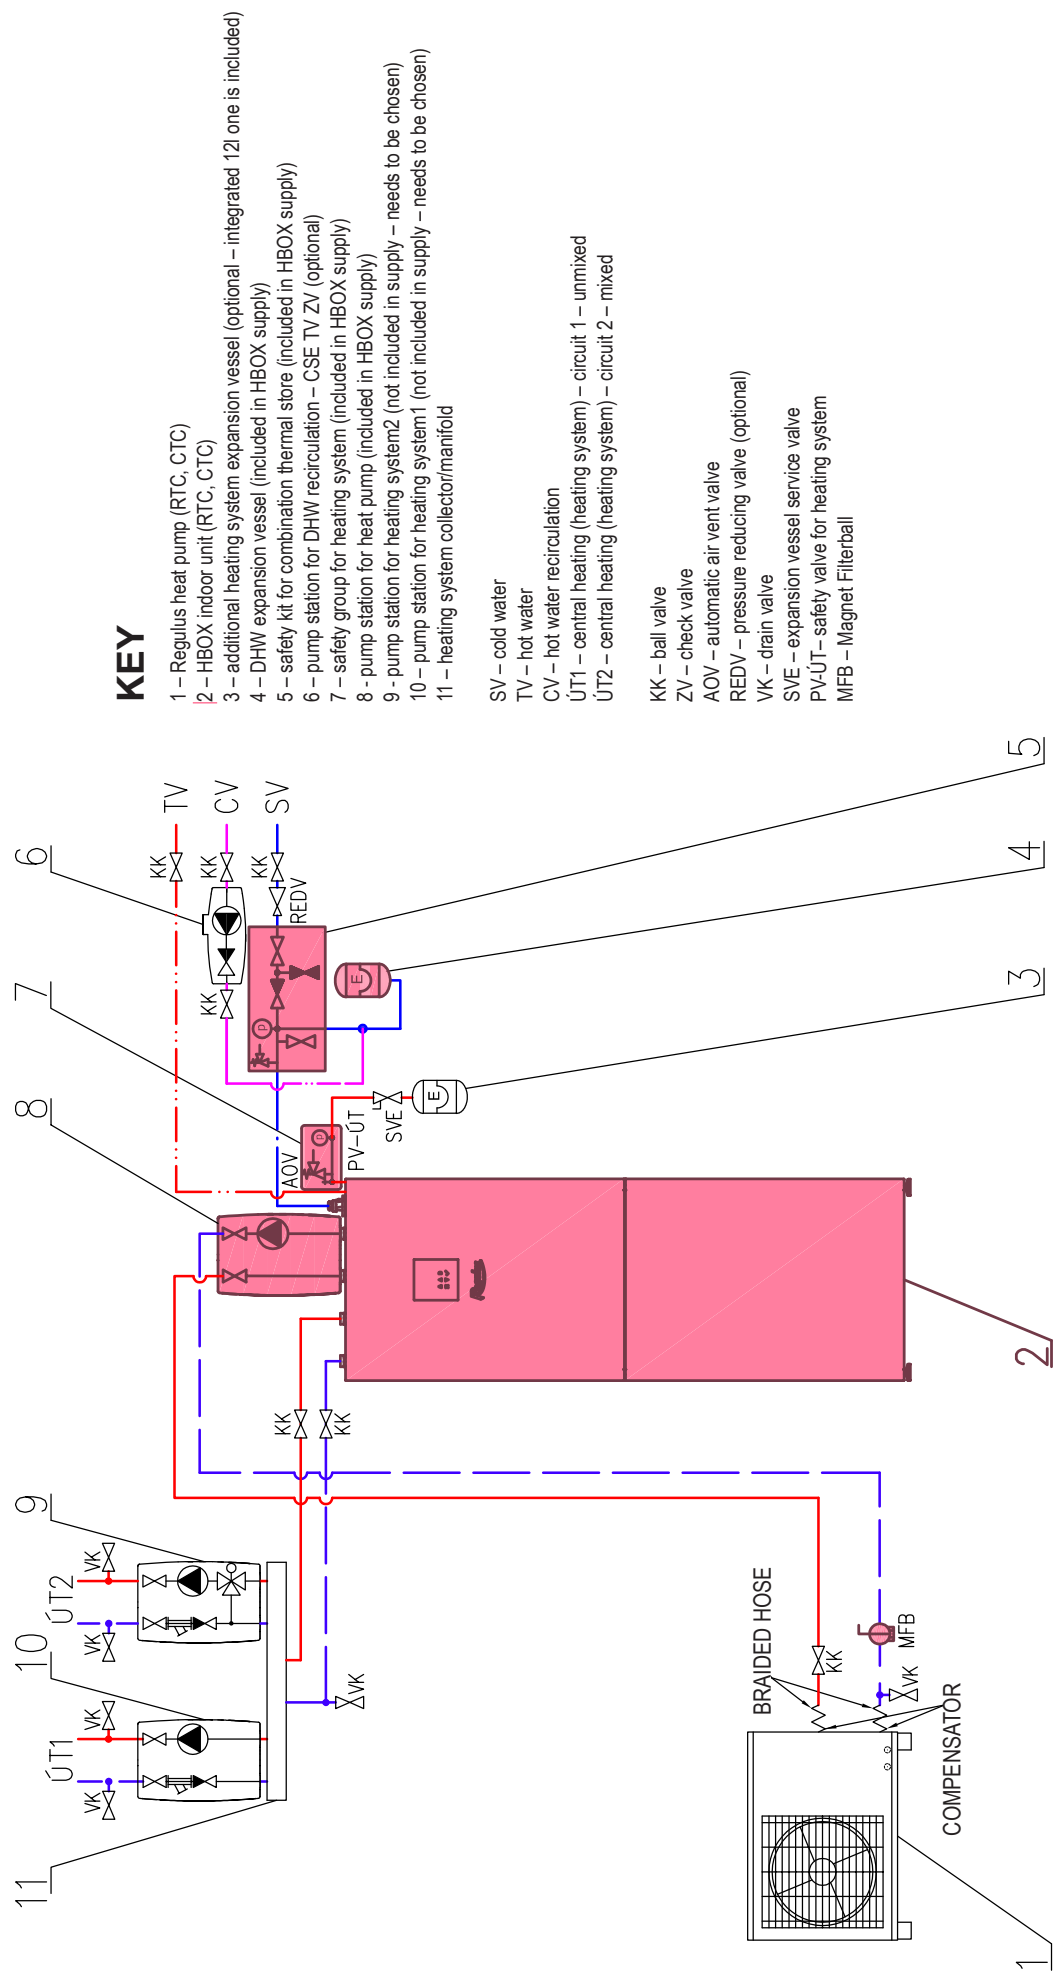 KEY
1 – Regulus heat pump (RTC, CTC)
2 – HBOX indoor unit (RTC, CTC)
3 – additional heating system expansion vessel (optional – integrated 12l one is included)
4 – DHW expansion vessel (included in HBOX supply)
5 – safety kit for combination thermal store (included in HBOX supply)
6 – pump station for DHW recirculation – CSE TV ZV (optional)
7 – safety group for heating system (included in HBOX supply)
8 - pump station for heat pump (included in HBOX supply)
9 - pump station for heating system2 (not included in supply – needs to be chosen)
10 – pump station for heating system1 (not included in supply – needs to be chosen)
11 – heating system collector/manifold
SV – cold water
TV – hot water
CV – hot water recirculation
ÚT1 – central heating (heating system) – circuit 1 – unmixed
ÚT2 – central heating (heating system) – circuit 2 – mixed
KK – ball valve
ZV – check valve
AOV – automatic air vent valve
REDV – pressure reducing valve (optional)
VK – drain valve
SVE – expansion vessel service valve
PV-ÚT– safety valve for heating system
MFB – Magnet Filterball
11
10
9
8
7
6
ÚT1
ÚT2
VK
VK
VK
VK
VK
KK
KK
AOV
PV–ÚT
SVE
P
P
E
E
KK
KK
KK
KK
REDV
TV
CV
SV
BRAIDED HOSE
KK
MFB
VK
COMPENSATOR
1
2
3
4
5